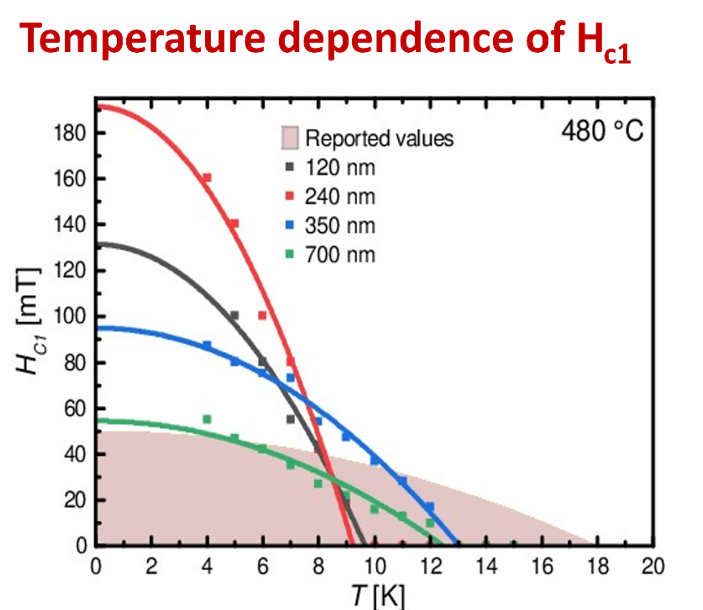 Temperature dependence of Hc1
480 °C
Reported values
120 nm
240 nm
350 nm
700 nm
HC1 [mT]
180
160
140
120
100
80
60
40
20
0
0 2 4 6 8 10 12 14 16 18 20
T [K]